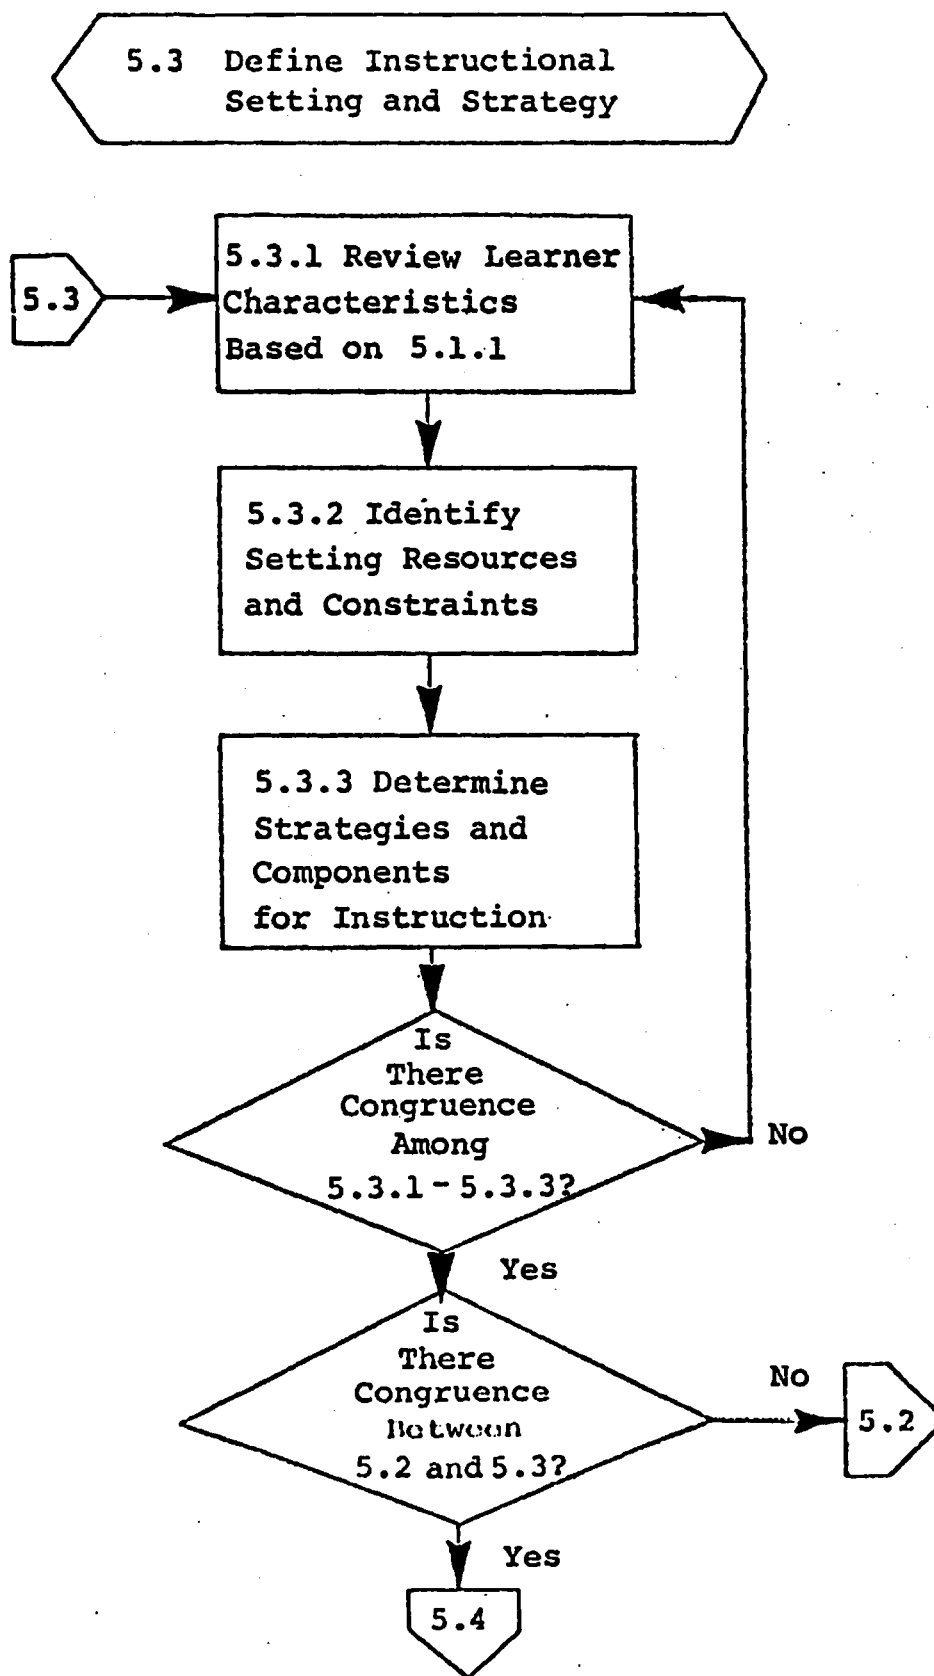 5.3 Define Instructional
Setting and Strategy
5.3
5.3.1 Review Learner
Characteristics
Based on 5.1.1
5.3.2 Identify
Setting Resources
and Constraints
5.3.3 Determine
Strategies and
Components
for Instruction
Is
There
Congruence
Among
5.3.1 - 5.3.3?
No
Yes
Is
There
Congruence
Between
5.2 and 5.3?
No
5.2
Yes
5.4